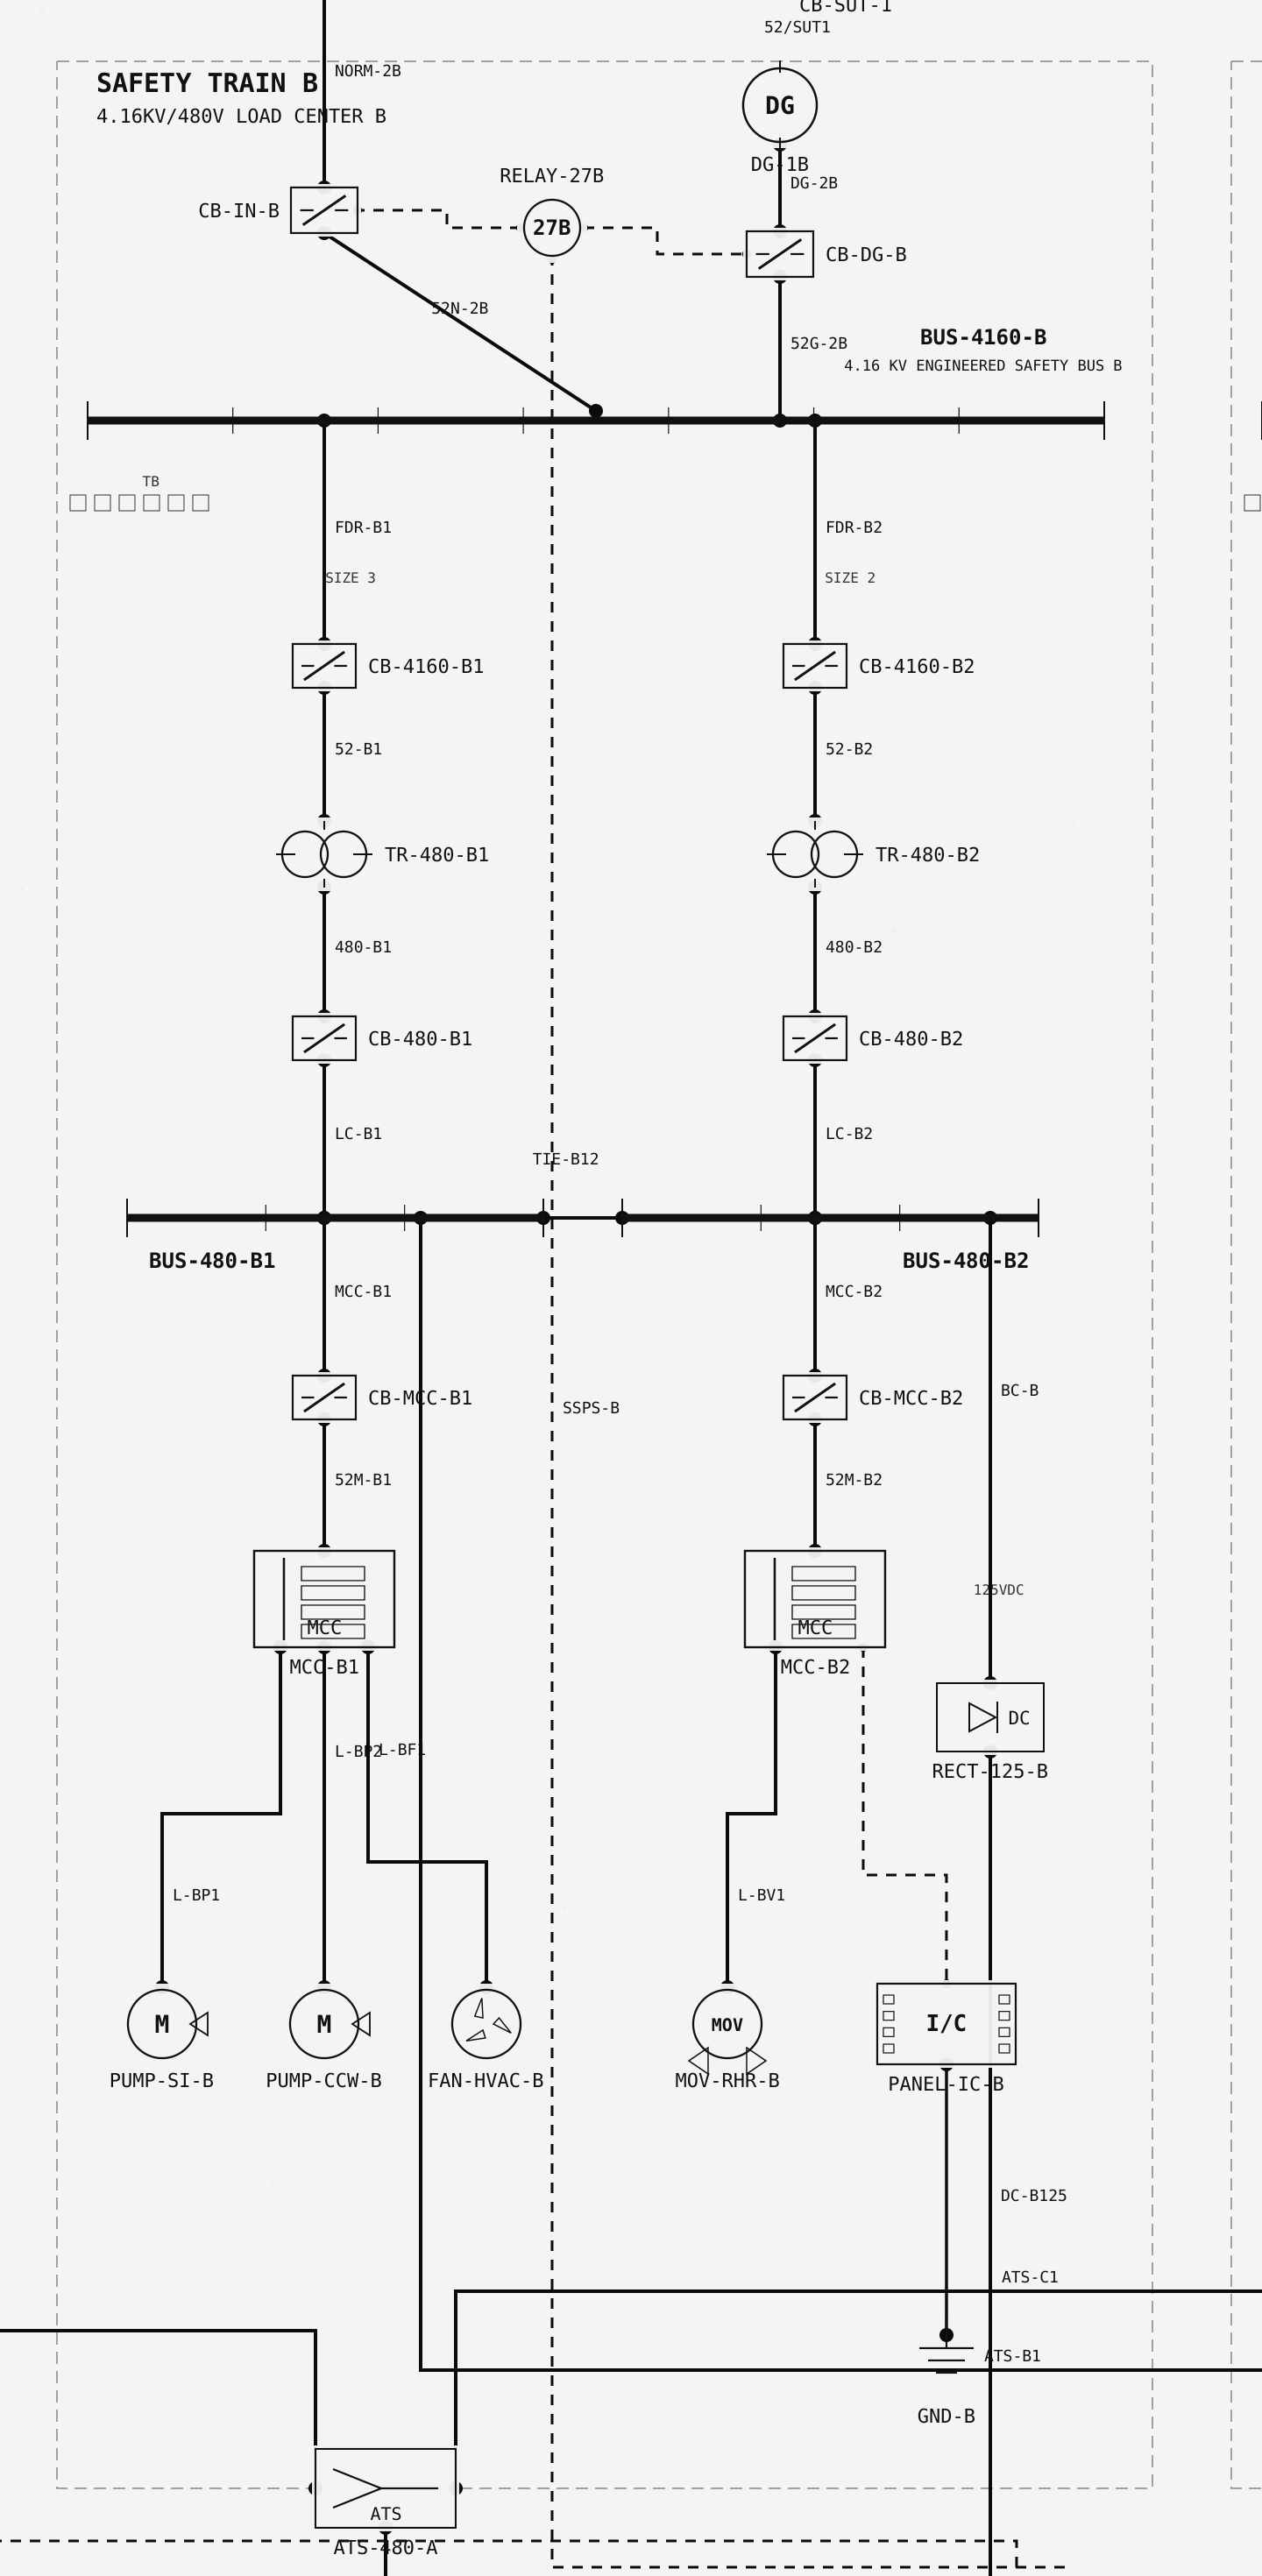 CB-SUT-1
52/SUT1
NORM-2B
SAFETY TRAIN B
4.16KV/480V LOAD CENTER B
DG
DG-1B
DG-2B
RELAY-27B
CB-IN-B
27B
CB-DG-B
52N-2B
52G-2B
BUS-4160-B
4.16 KV ENGINEERED SAFETY BUS B
TB
FDR-B1
FDR-B2
SIZE 3
SIZE 2
CB-4160-B1
CB-4160-B2
52-B1
52-B2
TR-480-B1
TR-480-B2
480-B1
480-B2
CB-480-B1
CB-480-B2
LC-B1
LC-B2
TIE-B12
BUS-480-B1
BUS-480-B2
MCC-B1
MCC-B2
CB-MCC-B1
CB-MCC-B2
BC-B
SSPS-B
52M-B1
52M-B2
125VDC
MCC
MCC
MCC-B1
MCC-B2
DC
L-BP2
L-BF1
RECT-125-B
L-BP1
L-BV1
M
M
MOV
I/C
PUMP-SI-B
PUMP-CCW-B
FAN-HVAC-B
MOV-RHR-B
PANEL-IC-B
DC-B125
ATS-C1
ATS-B1
GND-B
ATS
ATS-480-A